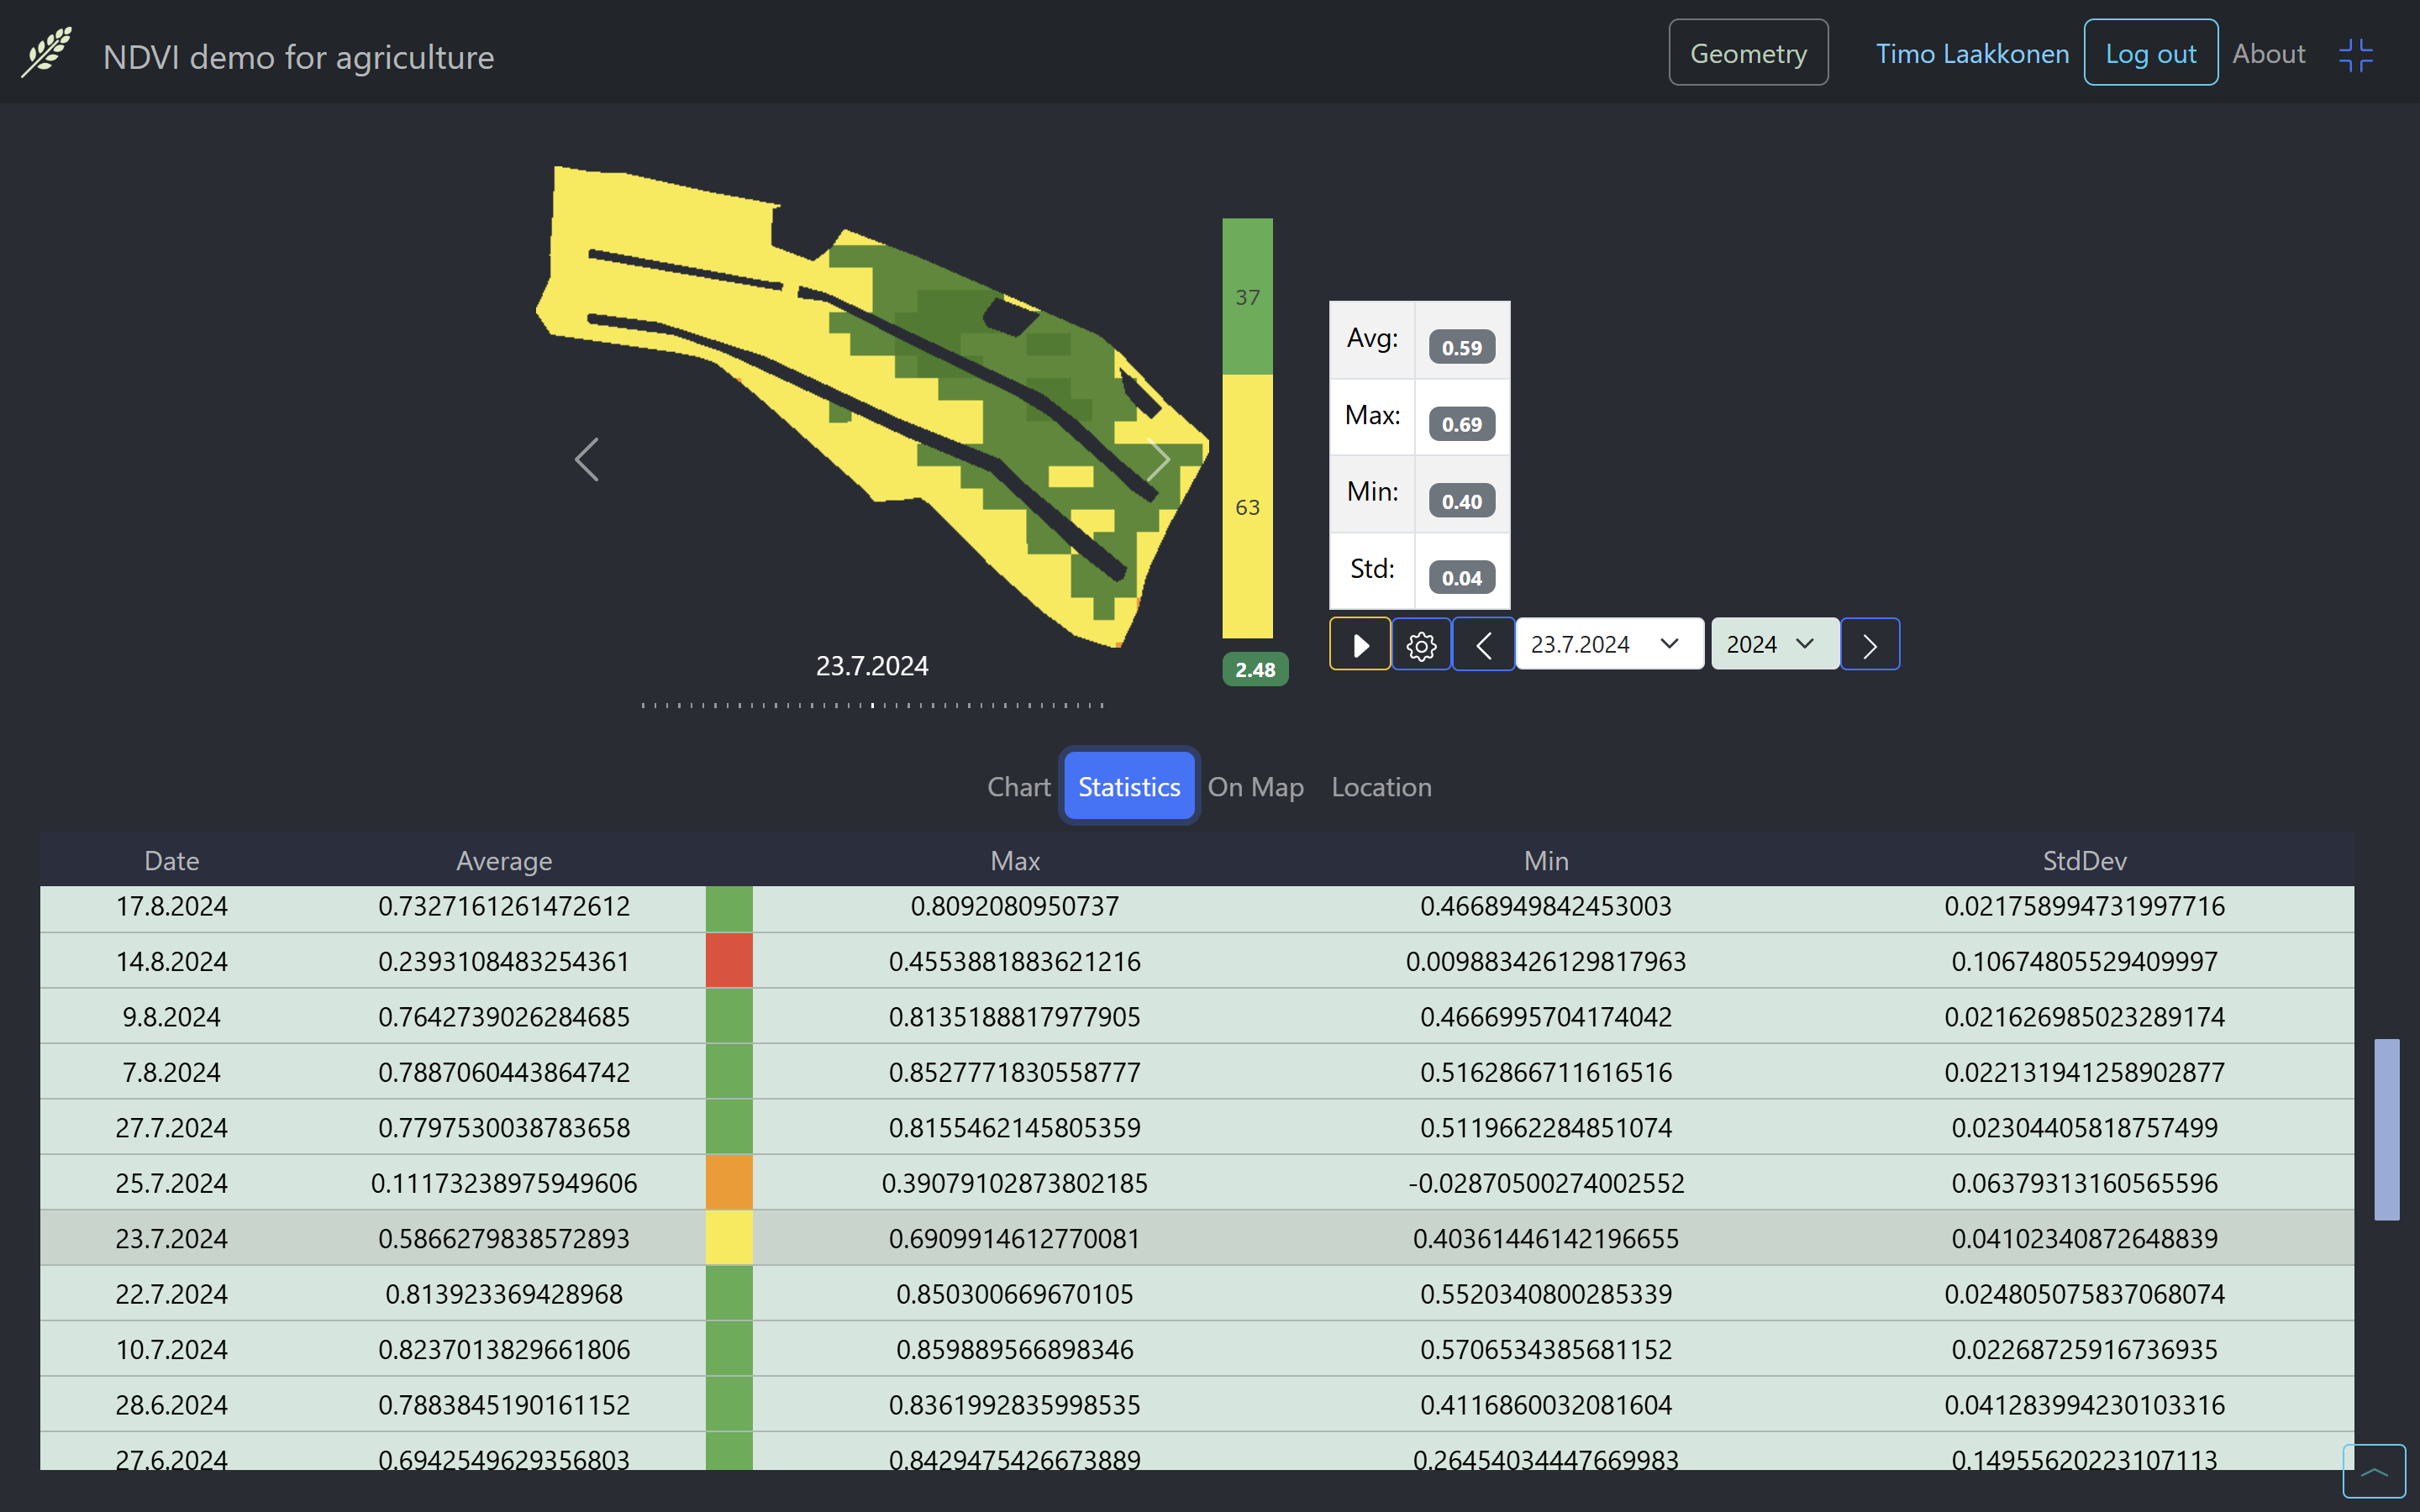 NDVI demo for agriculture
Geometry
Timo Laakkonen
Log out
About
37
63
2.48
Avg: 0.59
Max: 0.69
Min: 0.40
Std: 0.04
23.7.2024
2024
23.7.2024
Chart Statistics On Map Location
Date Average Max Min StdDev
17.8.2024 0.7327161261472612 0.8092080950737 0.4668949842453003 0.021758994731997716
14.8.2024 0.2393108483254361 0.4553881883621216 0.009883426129817963 0.10674805529409997
9.8.2024 0.7642739026284685 0.8135188817977905 0.4666995704174042 0.021626985023289174
7.8.2024 0.7887060443864742 0.8527771830558777 0.5162866711616516 0.022131941258902877
27.7.2024 0.7797530038783658 0.8155462145805359 0.5119662284851074 0.02304405818757499
25.7.2024 0.11173238975949606 0.39079102873802185 -0.02870500274002552 0.06379313160565596
23.7.2024 0.5866279838572893 0.6909914612770081 0.40361446142196655 0.04102340872648839
22.7.2024 0.813923369428968 0.850300669670105 0.5520340800285339 0.024805075837068074
10.7.2024 0.8237013829661806 0.859889566898346 0.5706534385681152 0.02268725916736935
28.6.2024 0.7883845190161152 0.8361992835998535 0.4116860032081604 0.041283994230103316
27.6.2024 0.6942549629356803 0.8429475426673889 0.26454034447669983 0.14955620223107113